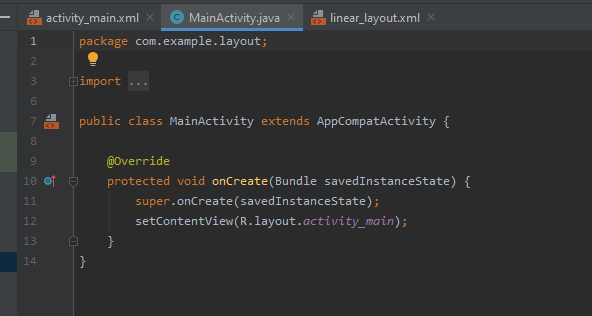 activity_main.xml MainActivity.java linear_layout.xml
1 package com.example.layout;
2
3 import ...
6
7 public class MainActivity extends AppCompatActivity {
8
9 @Override
10 protected void onCreate(Bundle savedInstanceState) {
11 super.onCreate(savedInstanceState);
12 setContentView(R.layout.activity_main);
13 }
14 }